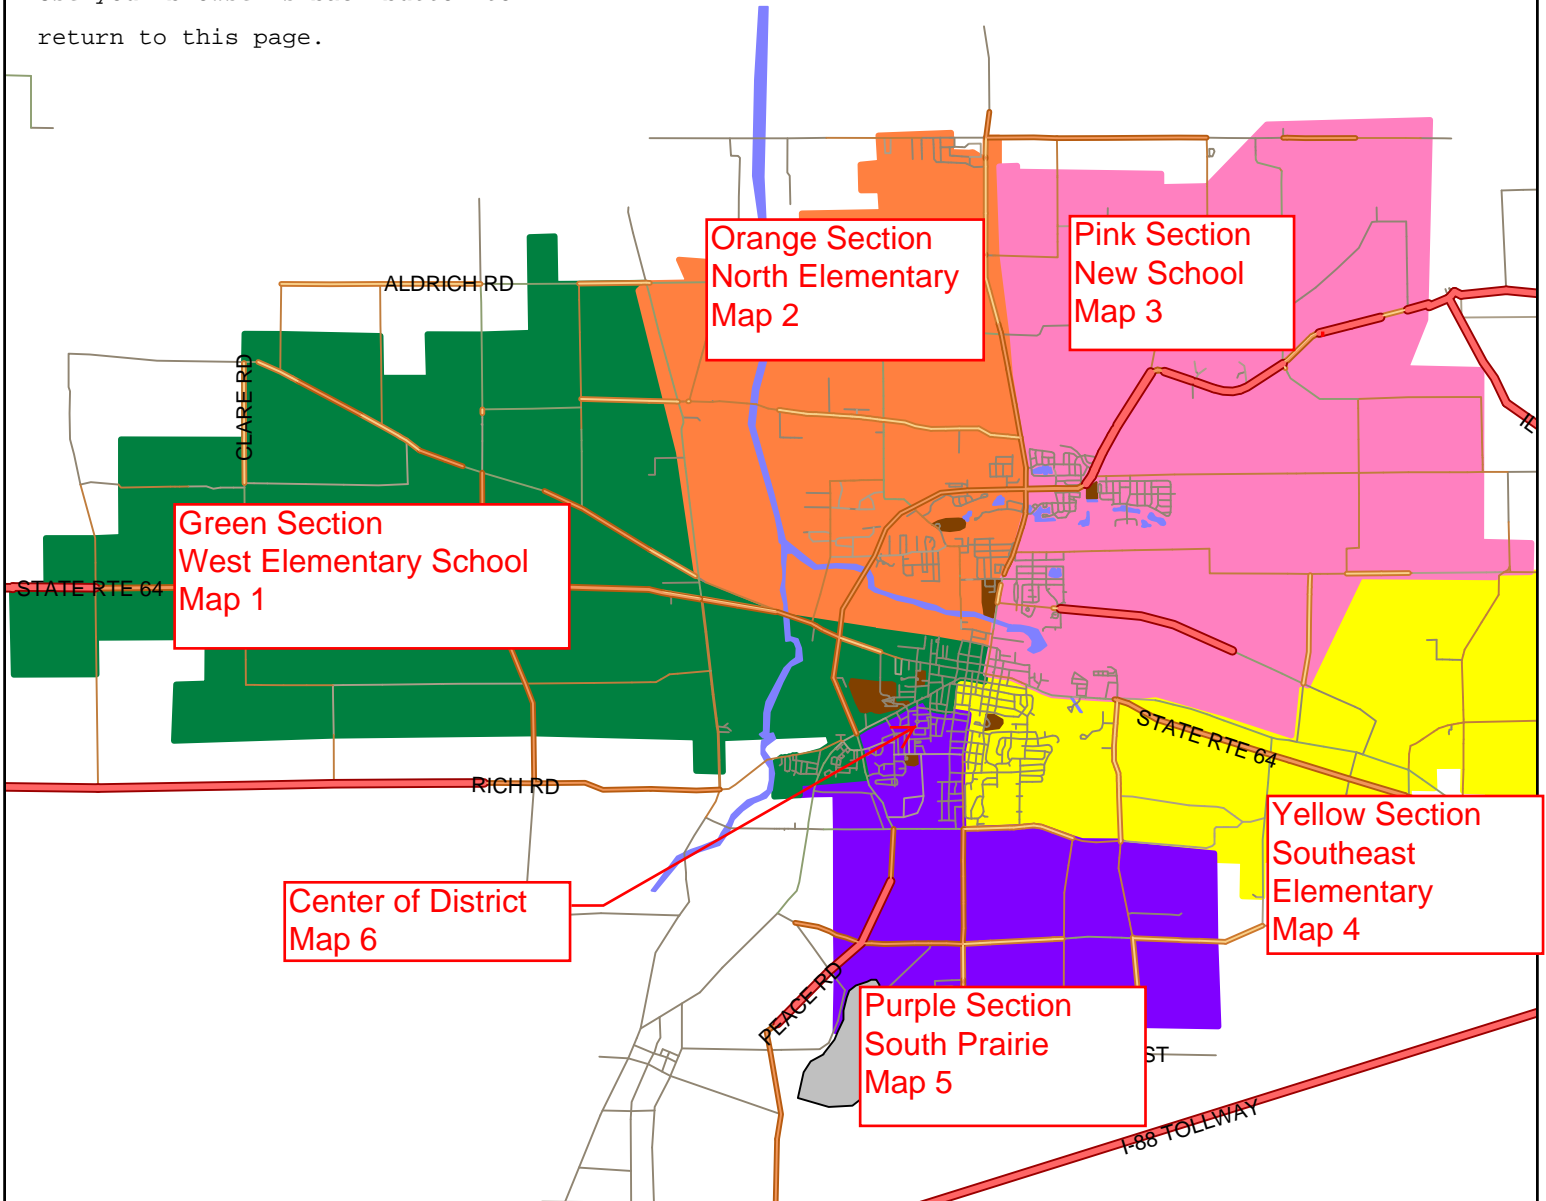 return to this page.
Orange Section
North Elementary
Map 2
Pink Section
New School
Map 3
ALDRICH RD
CLARE RD
Green Section
West Elementary School
Map 1
STATE RTE 64
STATE RTE 64
RICH RD
Yellow Section
Southeast
Elementary
Map 4
Center of District
Map 6
PEACE RD
Purple Section
South Prairie
Map 5
ST
I-88 TOLLWAY